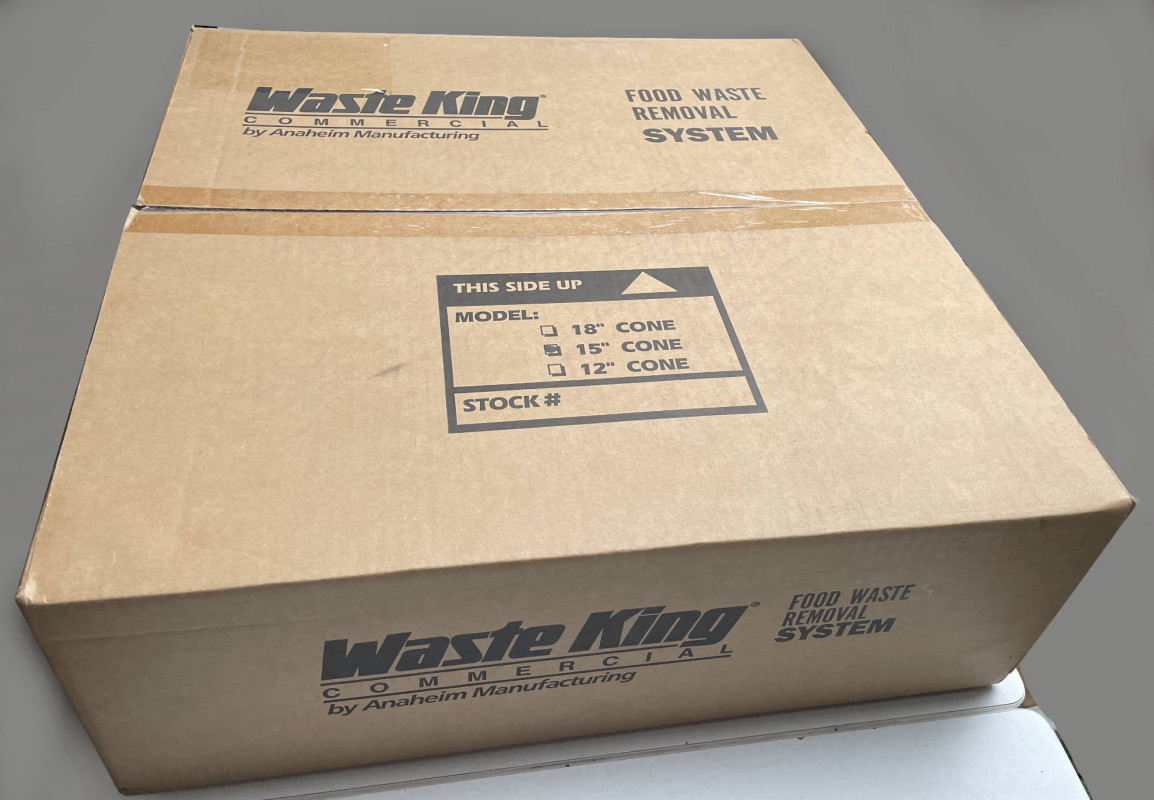 Waste King®
COMMERCIAL
by Anaheim Manufacturing
FOOD WASTE
REMOVAL
SYSTEM
THIS SIDE UP
MODEL:
18" CONE
15" CONE
12" CONE
STOCK #
Waste King®
COMMERCIAL
by Anaheim Manufacturing
FOOD WASTE
REMOVAL
SYSTEM